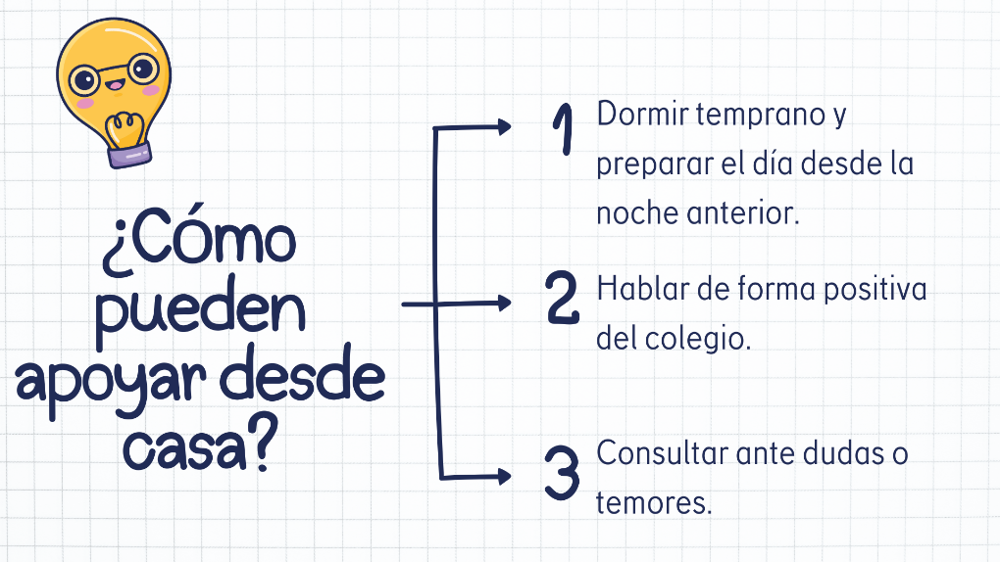 ¿Cómo
pueden
apoyar desde
casa?
1 Dormir temprano y
preparar el día desde la
noche anterior.
2 Hablar de forma positiva
del colegio.
3 Consultar ante dudas o
temores.